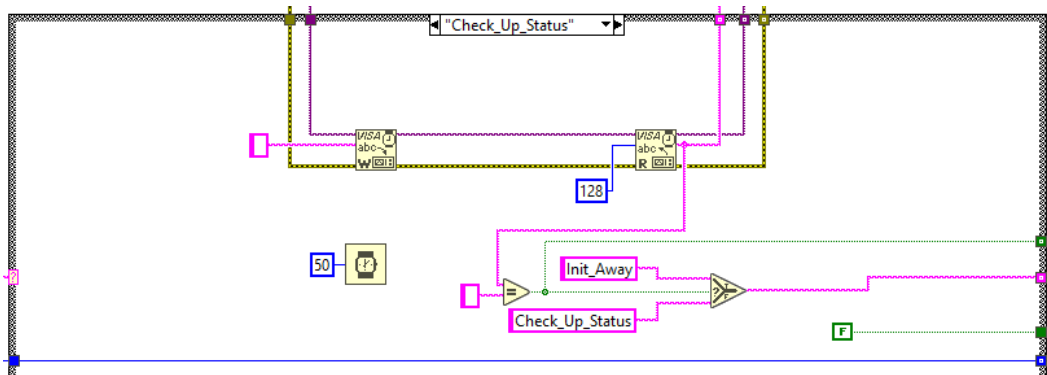 "Check_Up_Status"
VISA
abc
W
VISA
abc
R
128
50
Init_Away
?
=
?
T
F
Check_Up_Status
F